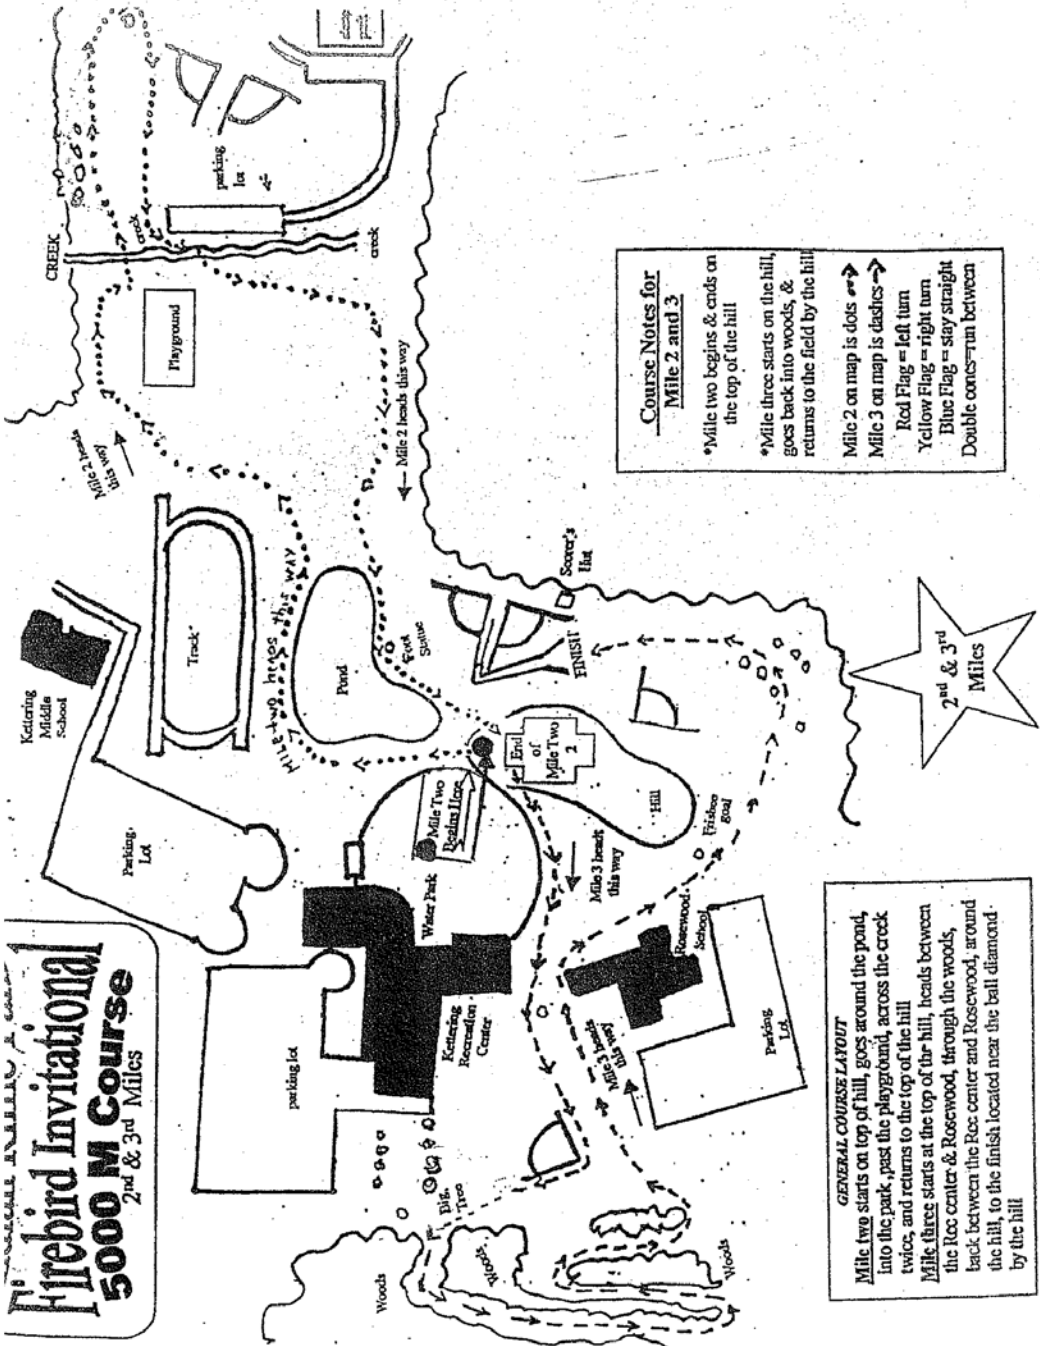 Firebird Invitational
5000 M Course
2nd & 3rd Miles
Kettering
Middle
School
Parking
Lot
Track
Mile 2 heads
this way
CREEK
creek
creek
Playground
parking
lot
Mile two heads this way
Mile 2 heads this way
Pond
Foot
Statue
Scorer's
Hut
FINISH
End
of
Mile Two
2
Mile Two
Begins Here
Hill
Water Park
parking lot
Kettering
Recreation
Center
Mile 3 heads
this way
Frisbee
goal
Rosewood
School
Mile 3 heads
this way
Parking
Lot
Big
Tree
Woods
Woods
Woods
Course Notes for
Mile 2 and 3
*Mile two begins & ends on
the top of the hill
*Mile three starts on the hill,
goes back into woods, &
returns to the field by the hill
Mile 2 on map is dots
Mile 3 on map is dashes
Red Flag = left turn
Yellow Flag = right turn
Blue Flag = stay straight
Double cones=run between
2nd & 3rd
Miles
GENERAL COURSE LAYOUT
Mile two starts on top of hill, goes around the pond,
into the park, past the playground, across the creek
twice, and returns to the top of the hill
Mile three starts at the top of the hill, heads between
the Rec center & Rosewood, through the woods,
back between the Rec center and Rosewood, around
the hill, to the finish located near the ball diamond
by the hill